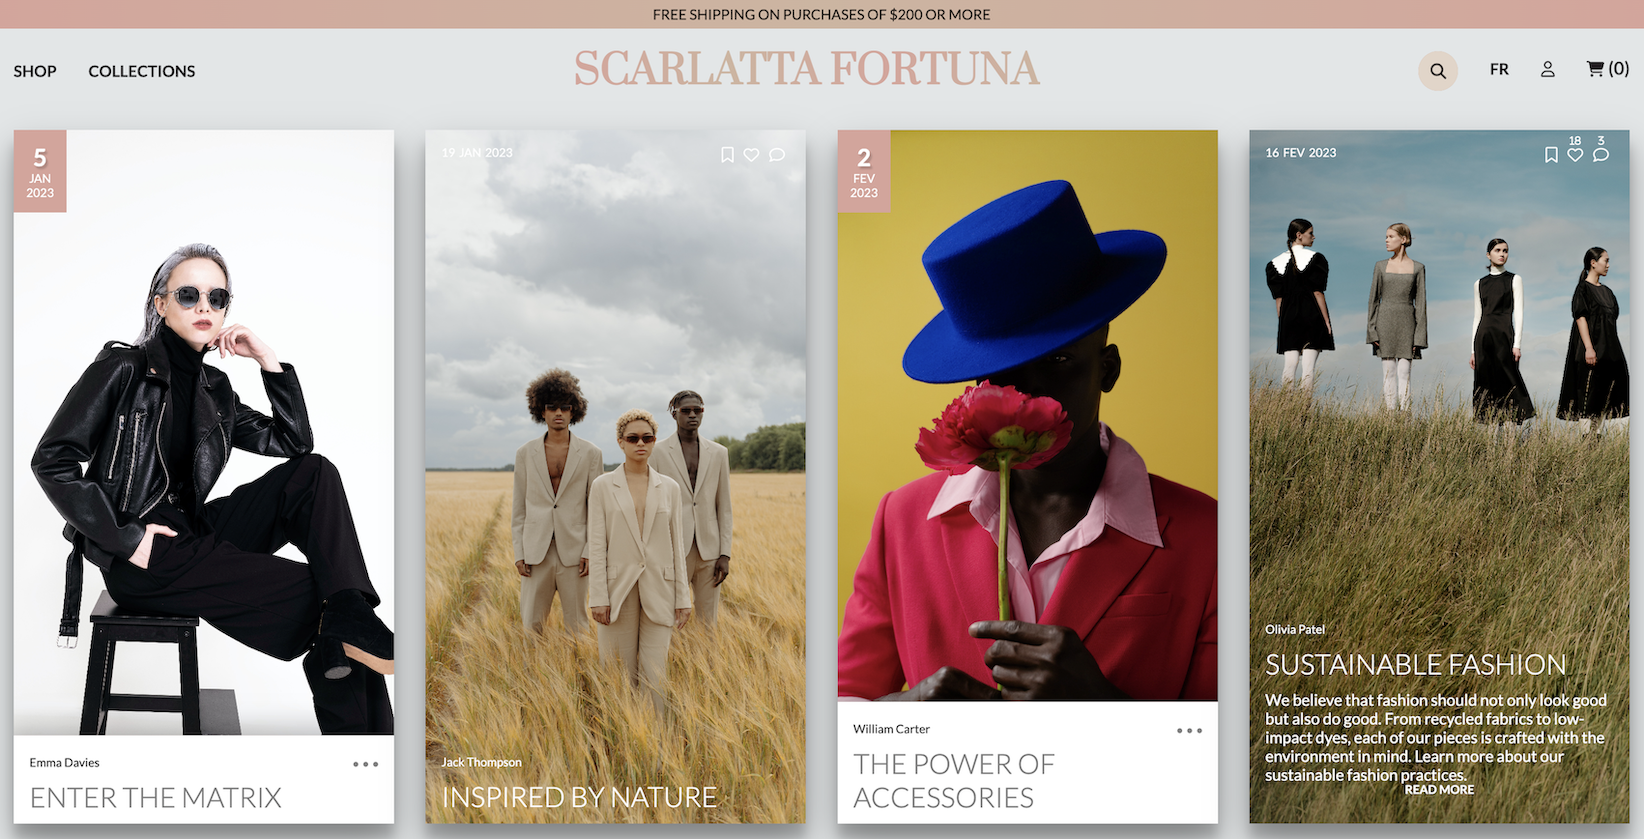 FREE SHIPPING ON PURCHASES OF $200 OR MORE
SHOP
COLLECTIONS
SCARLATTA FORTUNA
FR
(0)
5
JAN
2023
Emma Davies
ENTER THE MATRIX
19 JAN 2023
Jack Thompson
INSPIRED BY NATURE
2
FEV
2023
William Carter
THE POWER OF
ACCESSORIES
16 FEV 2023
18
3
Olivia Patel
SUSTAINABLE FASHION
We believe that fashion should not only look good
but also do good. From recycled fabrics to low-
impact dyes, each of our pieces is crafted with the
environment in mind. Learn more about our
sustainable fashion practices.
READ MORE